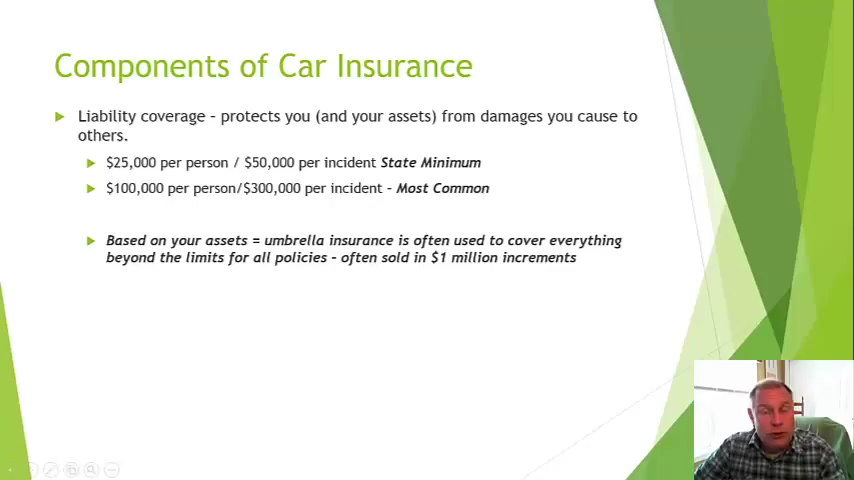 Components of Car Insurance
Liability coverage – protects you (and your assets) from damages you cause to
others.
$25,000 per person / $50,000 per incident State Minimum
$100,000 per person/$300,000 per incident – Most Common
Based on your assets = umbrella insurance is often used to cover everything
beyond the limits for all policies – often sold in $1 million increments